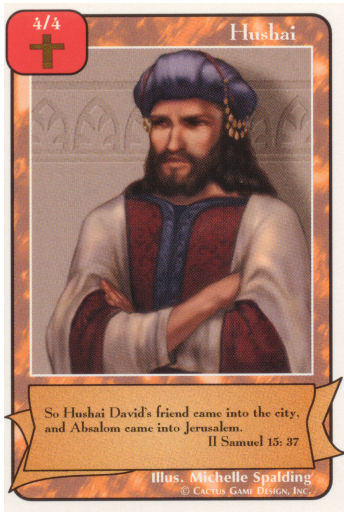 4/4
Hushai
So Hushai David's friend came into the city,
and Absalom came into Jerusalem.
II Samuel 15: 37
Illus. Michelle Spalding
© Cactus Game Design, Inc.